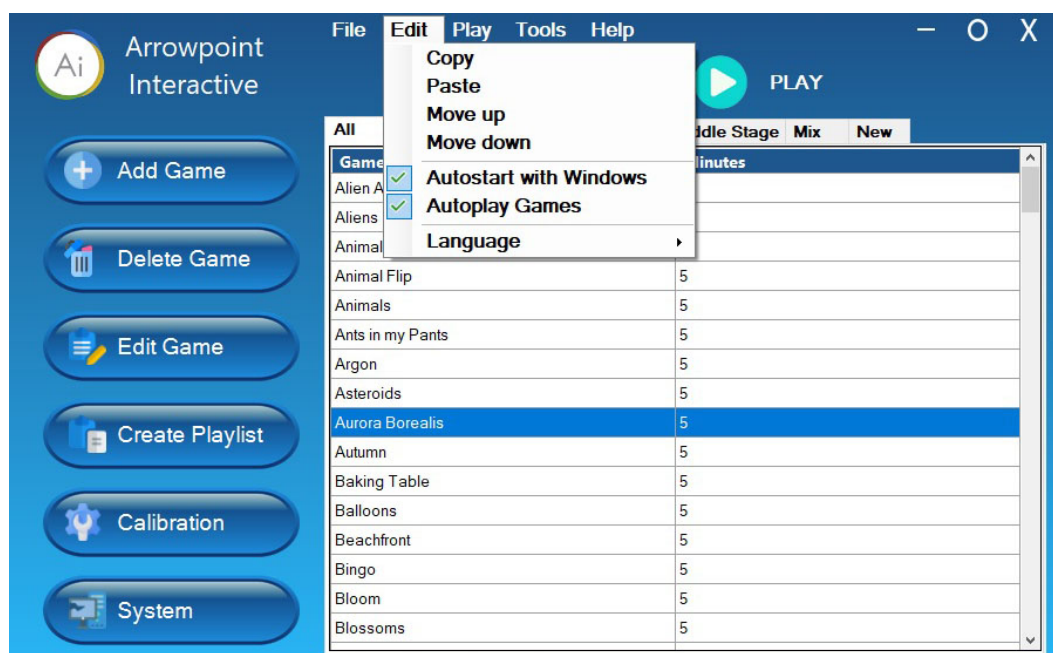 Ai
Arrowpoint
Interactive
File Edit Play Tools Help
— O X
Copy
Paste
Move up
Move down
Autostart with Windows
Autoplay Games
Language
PLAY
All Stage Mix New
Add Game
Delete Game
Edit Game
Create Playlist
Calibration
System
Alien
Aliens
Animal
Animal Flip 5
Animals 5
Ants in my Pants 5
Argon 5
Asteroids 5
Aurora Borealis 5
Autumn 5
Baking Table 5
Balloons 5
Beachfront 5
Bingo 5
Bloom 5
Blossoms 5